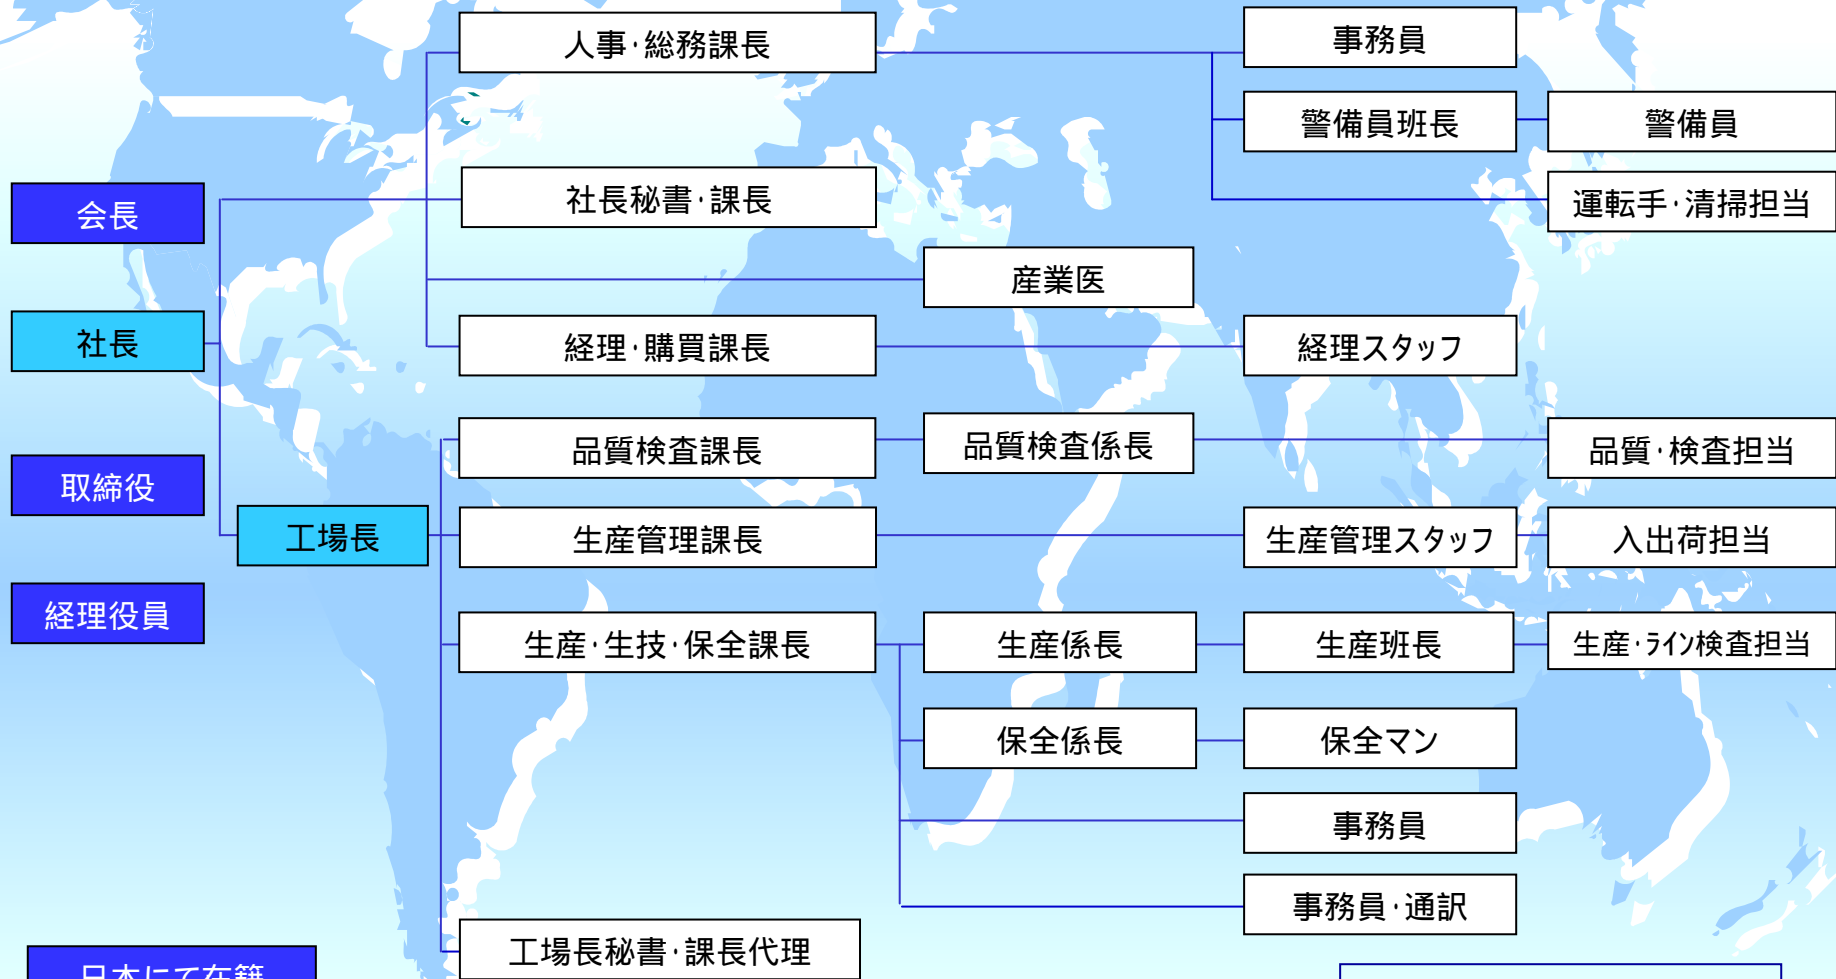 人事･総務課長
事務員
警備員班長
警備員
社長秘書･課長
運転手･清掃担当
会長
産業医
社長
経理･購買課長
経理スタッフ
品質検査課長
品質検査係長
品質･検査担当
取締役
工場長
生産管理課長
生産管理スタッフ
入出荷担当
経理役員
生産･生技･保全課長
生産係長
生産班長
生産･ﾗｲﾝ検査担当
保全係長
保全マン
事務員
事務員･通訳
工場長秘書･課長代理
日本にて在籍